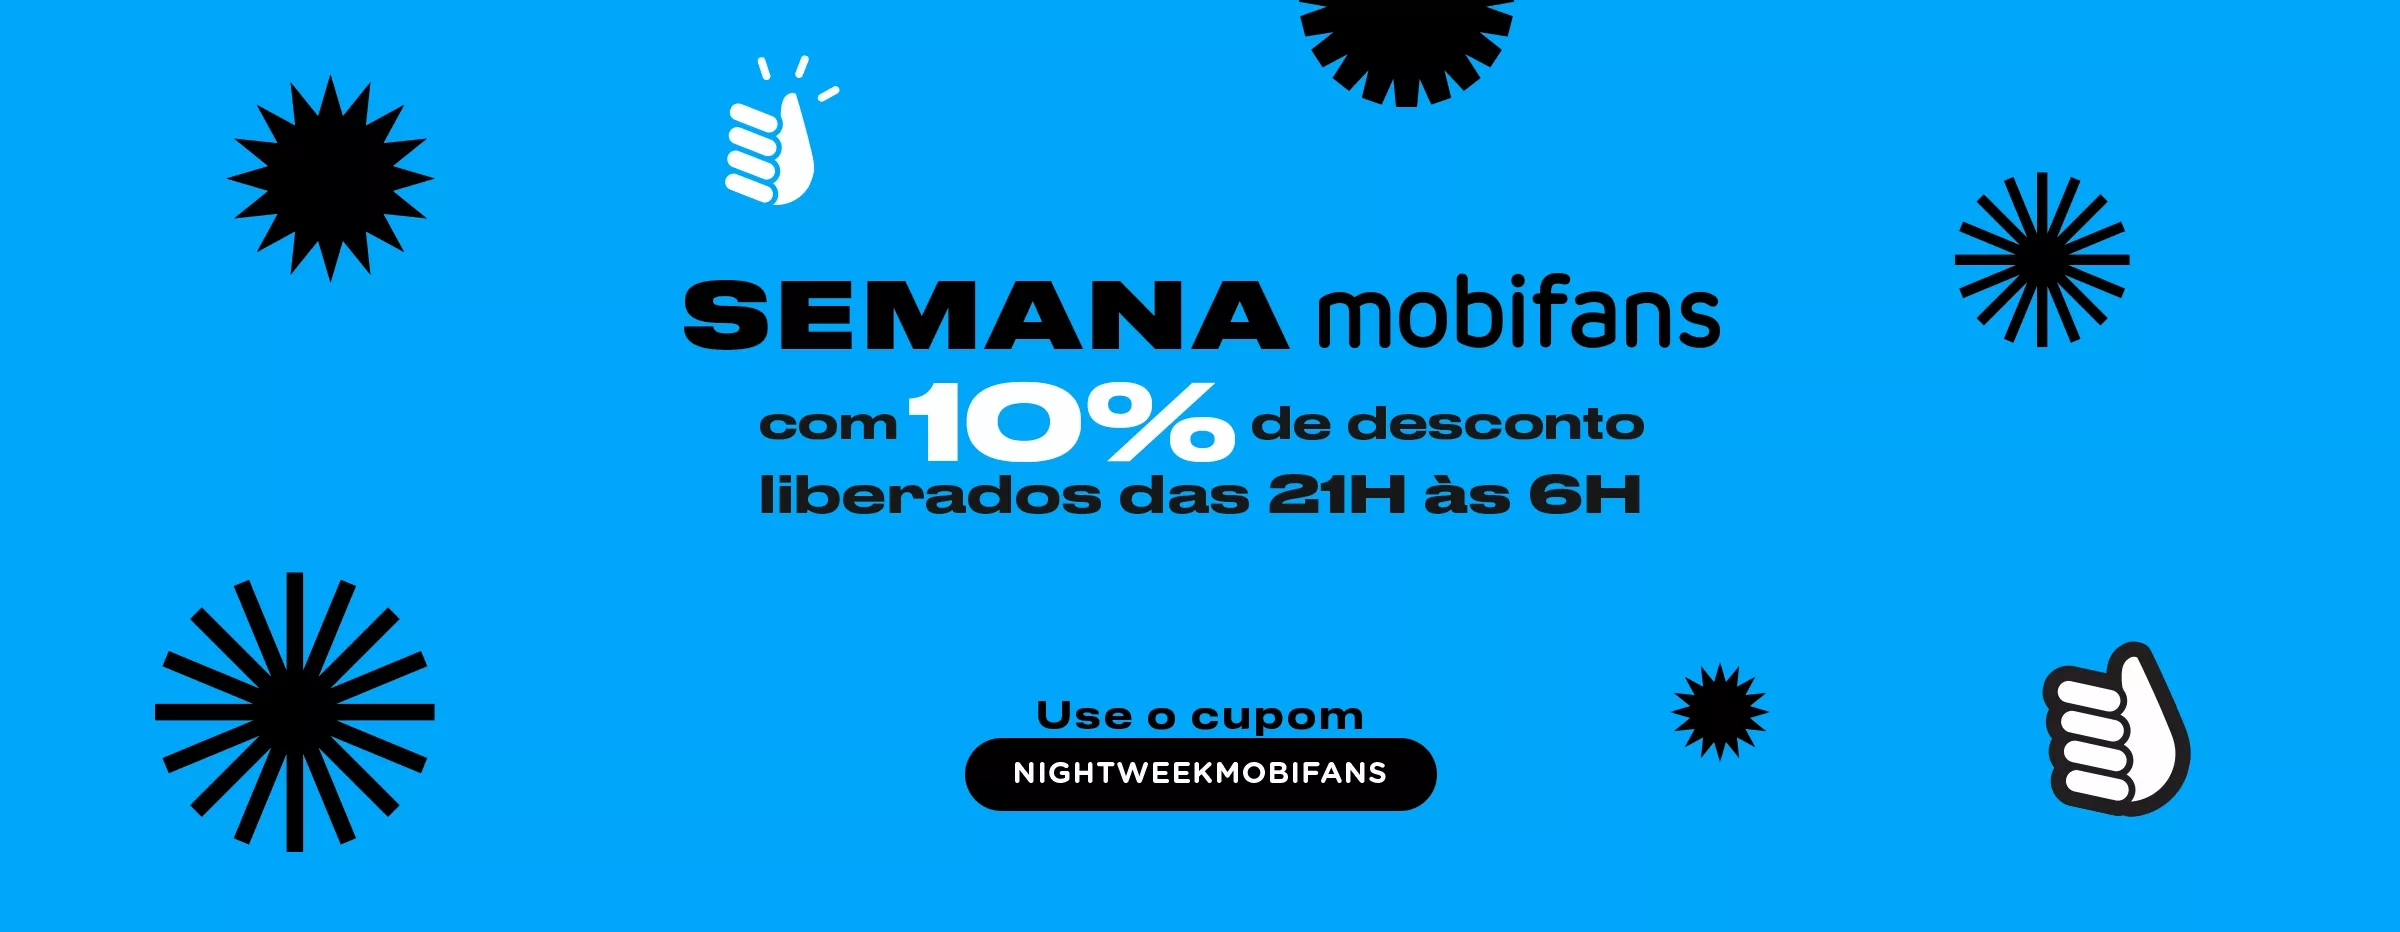 SEMANA mobifans
com 10% de desconto
liberados das 21H às 6H
Use o cupom
NIGHTWEEKMOBIFANS